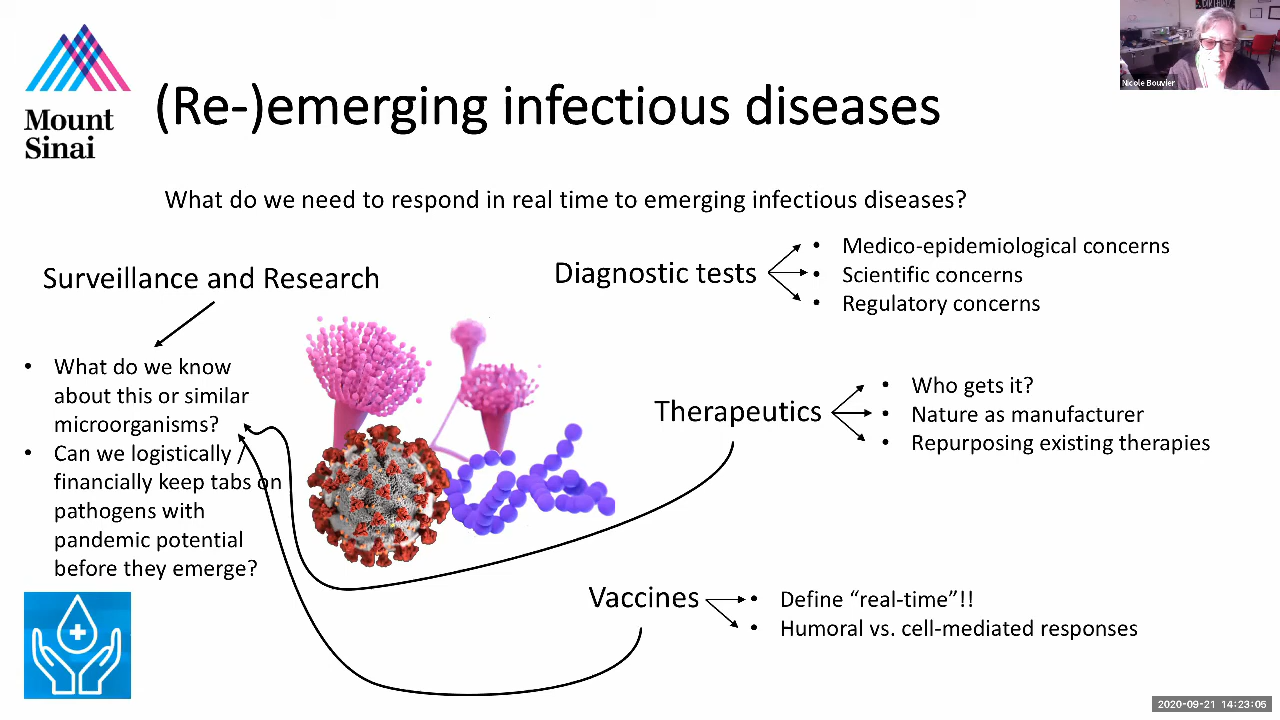 Mount
Sinai
(Re-)emerging infectious diseases
Nicole Bouvier
What do we need to respond in real time to emerging infectious diseases?
Surveillance and Research
• What do we know
about this or similar
microorganisms?
• Can we logistically /
financially keep tabs on
pathogens with
pandemic potential
before they emerge?
Diagnostic tests
• Medico-epidemiological concerns
• Scientific concerns
• Regulatory concerns
Therapeutics
• Who gets it?
• Nature as manufacturer
• Repurposing existing therapies
Vaccines
• Define “real-time”!!
• Humoral vs. cell-mediated responses
2020-09-21 14:23:05